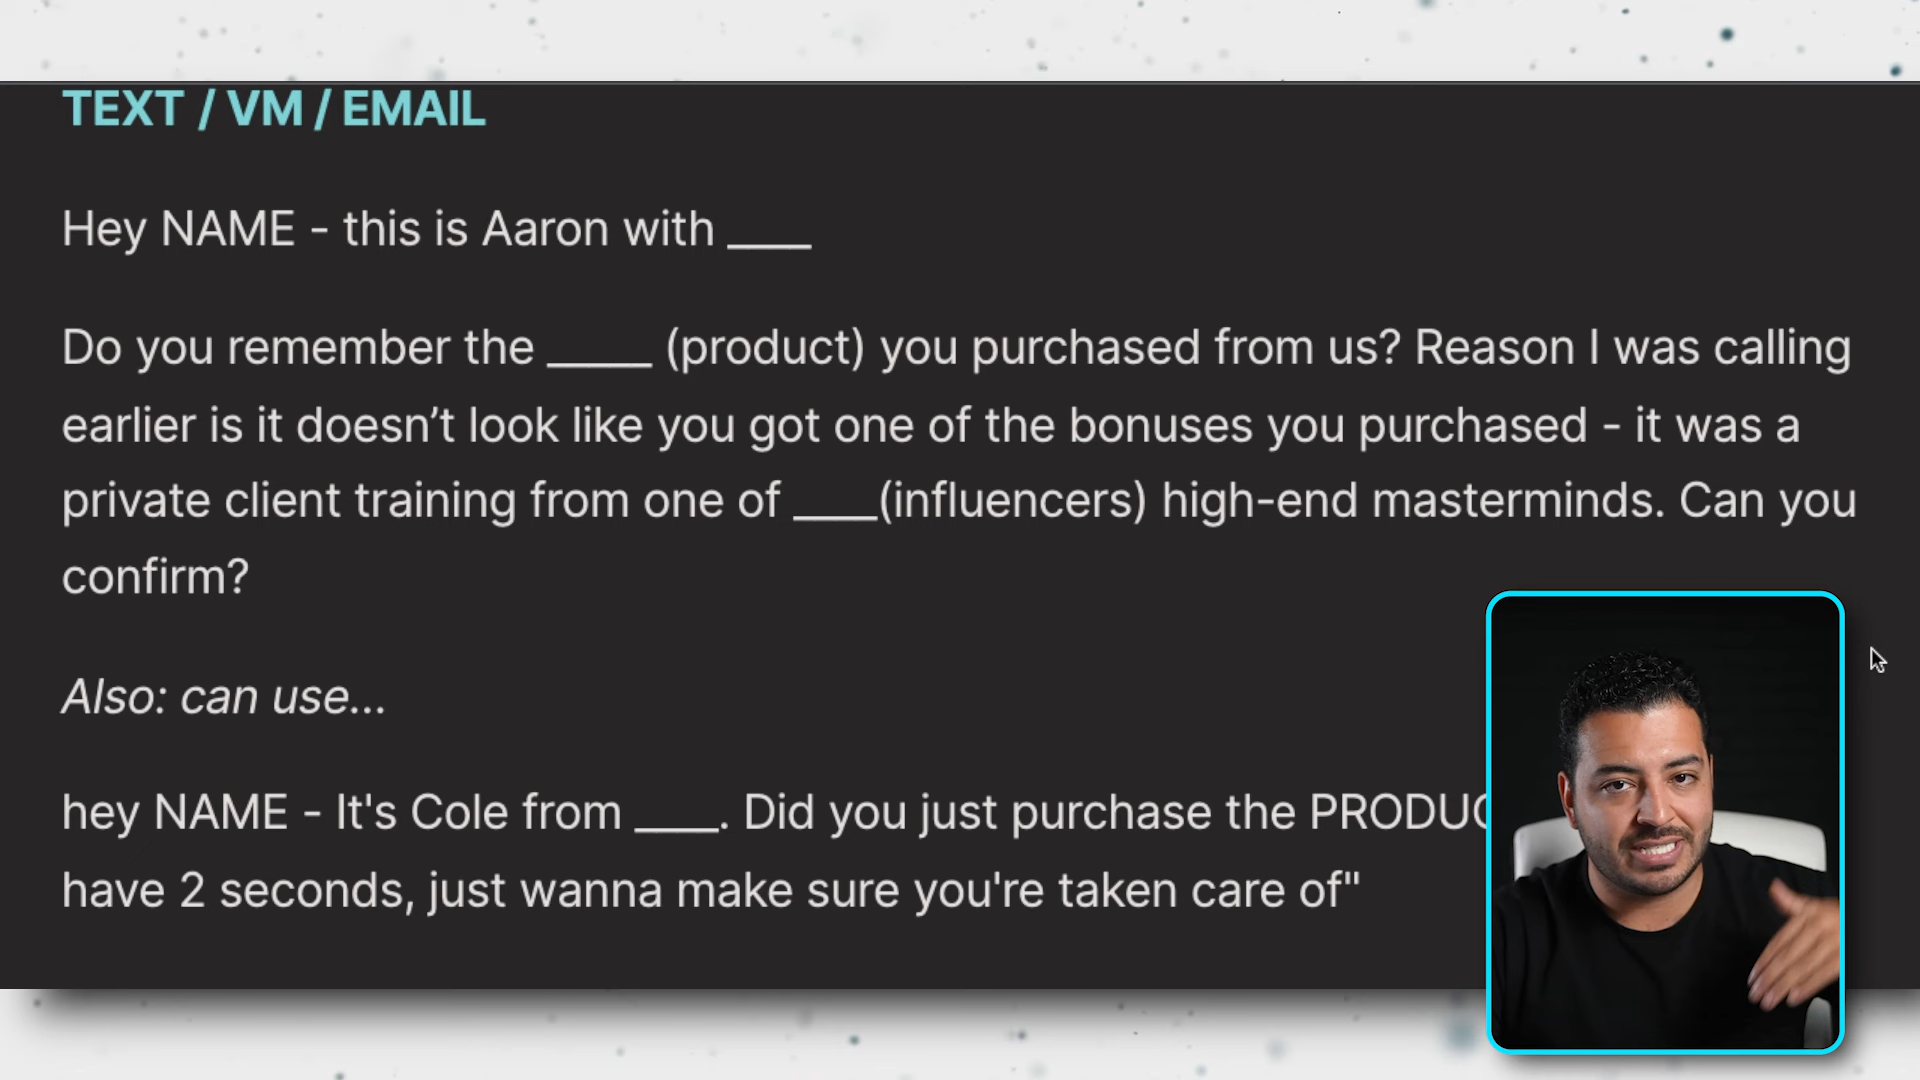 TEXT / VM / EMAIL
Hey NAME - this is Aaron with ____
Do you remember the _____ (product) you purchased from us? Reason I was calling
earlier is it doesn’t look like you got one of the bonuses you purchased - it was a
private client training from one of ____(influencers) high-end masterminds. Can you
confirm?
Also: can use...
hey NAME - It's Cole from ____. Did you just purchase the
have 2 seconds, just wanna make sure you're taken care of"